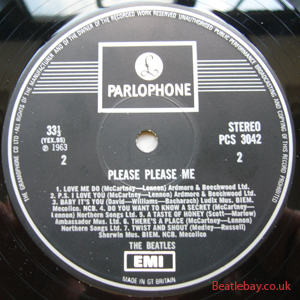 ALL RIGHTS OF THE MANUFACTURER AND OF THE OWNER OF THE RECORDED WORK RESERVED UNAUTHORISED PUBLIC PERFORMANCE BROADCASTING AND COPYING OF THIS RECORD PROHIBITED
EMI RECORDS LTD
PARLOPHONE
33⅓
(YEX.95)
℗ 1963
2
STEREO
PCS 3042
2
PLEASE PLEASE ME
1. LOVE ME DO (McCartney—Lennon) Ardmore & Beechwood Ltd.
2. P.S. I LOVE YOU (McCartney—Lennon) Ardmore & Beechwood Ltd.
3. BABY IT'S YOU (David—Williams—Bacharach) Ludix Mus. BIEM.
Mecolico. NCB. 4. DO YOU WANT TO KNOW A SECRET (McCartney—
Lennon) Northern Songs Ltd. 5. A TASTE OF HONEY (Scott—Marlow)
Ambassador Mus. Ltd. 6. THERE'S A PLACE (McCartney—Lennon)
Northern Songs Ltd. 7. TWIST AND SHOUT (Medley—Russell)
Sherwin Mus. BIEM. NCB. Mecolico
THE BEATLES
EMI
MADE IN GT BRITAIN
Beatlebay.co.uk